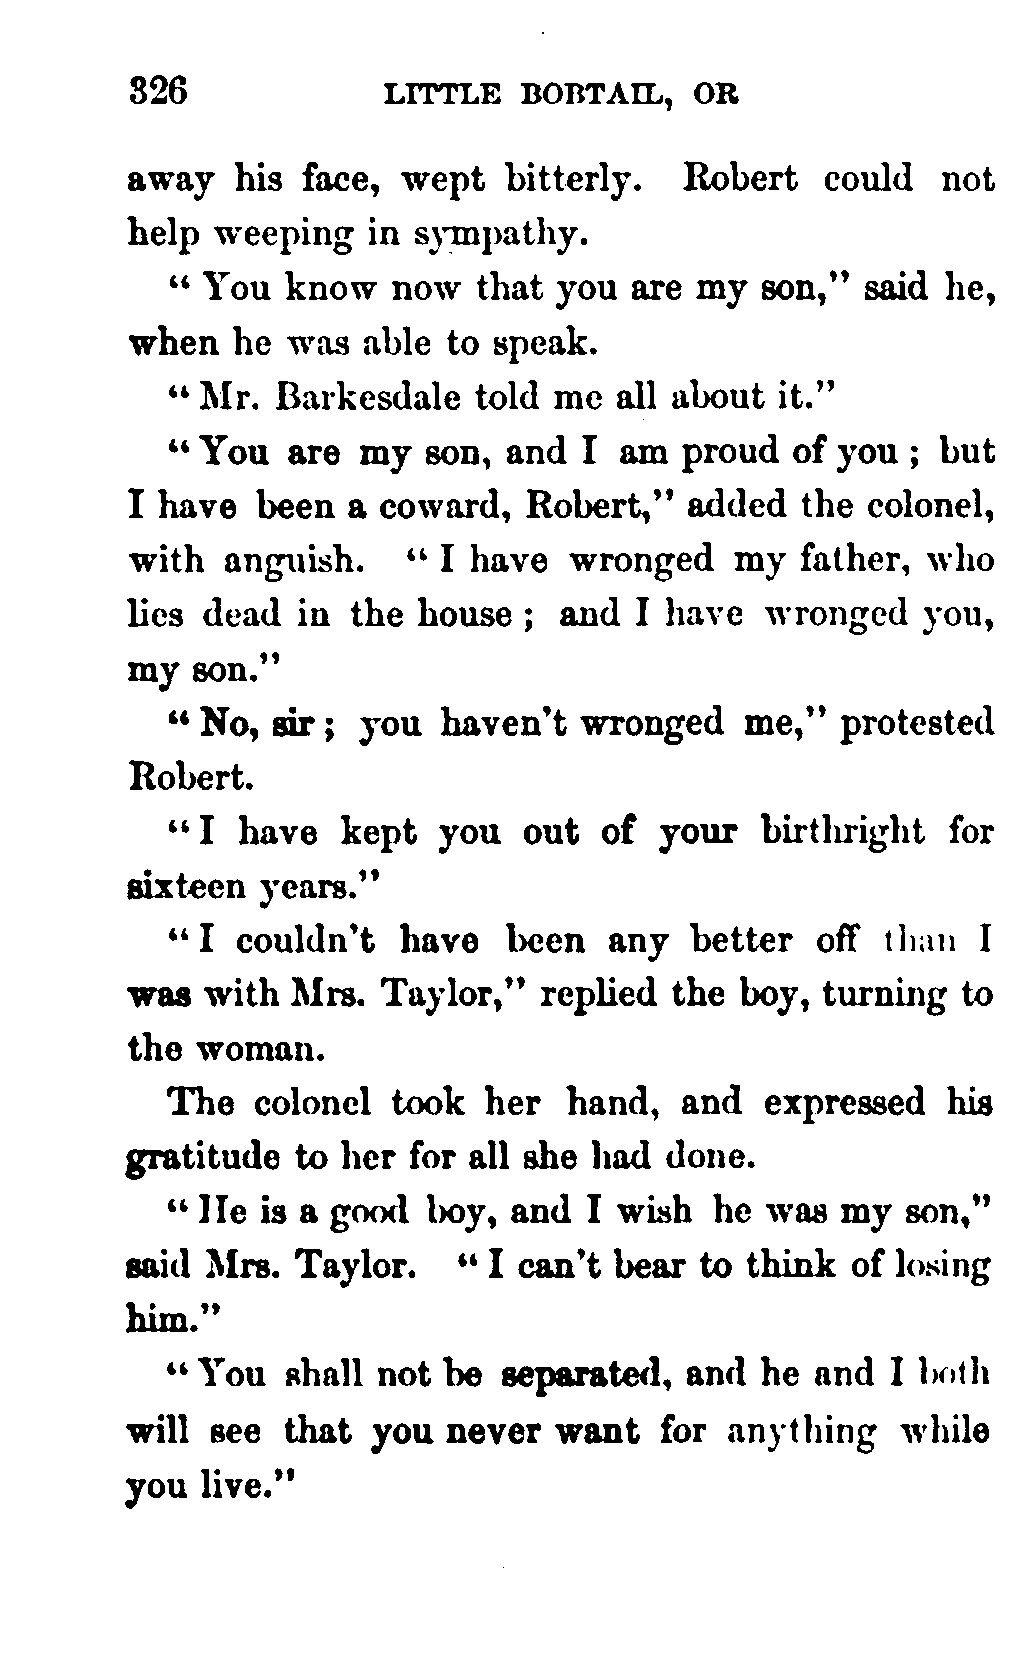 326 LITTLE BOBTAIL, OR
away his face, wept bitterly. Robert could not
help weeping in sympathy.
“ You know now that you are my son,” said he,
when he was able to speak.
“ Mr. Barkesdale told me all about it.”
“ You are my son, and I am proud of you ; but
I have been a coward, Robert,” added the colonel,
with anguish. “ I have wronged my father, who
lies dead in the house ; and I have wronged you,
my son.”
“ No, sir ; you haven’t wronged me,” protested
Robert.
“ I have kept you out of your birthright for
sixteen years.”
“ I couldn’t have been any better off than I
was with Mrs. Taylor,” replied the boy, turning to
the woman.
The colonel took her hand, and expressed his
gratitude to her for all she had done.
“ He is a good boy, and I wish he was my son,”
said Mrs. Taylor. “ I can’t bear to think of losing
him.”
“ You shall not be separated, and he and I both
will see that you never want for anything while
you live.”